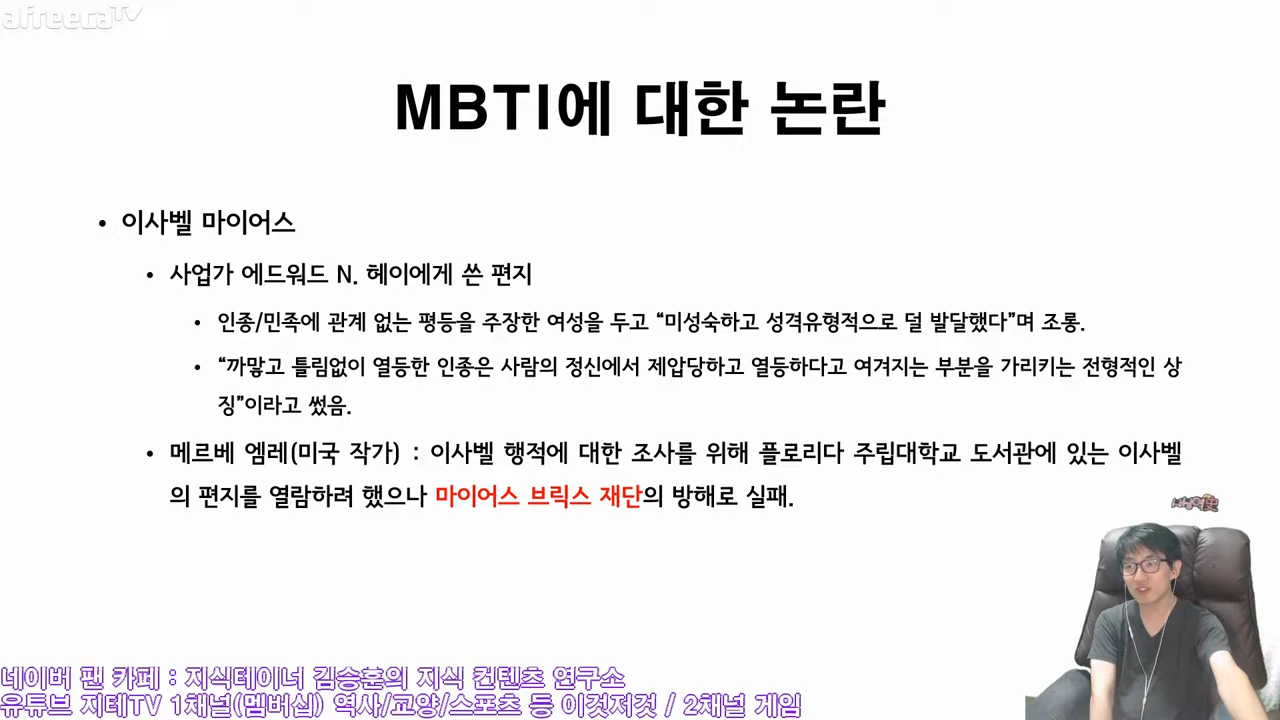 afreecaTV
MBTI에 대한 논란
• 이사벨 마이어스
• 사업가 에드워드 N. 헤이에게 쓴 편지
• 인종/민족에 관계 없는 평등을 주장한 여성을 두고 “미성숙하고 성격유형적으로 덜 발달했다”며 조롱.
• “까맣고 틀림없이 열등한 인종은 사람의 정신에서 제압당하고 열등하다고 여겨지는 부분을 가리키는 전형적인 상
징”이라고 썼음.
• 메르베 엠레(미국 작가) : 이사벨 행적에 대한 조사를 위해 플로리다 주립대학교 도서관에 있는 이사벨
의 편지를 열람하려 했으나 마이어스 브릭스 재단의 방해로 실패.
네이버 팬 카페 : 지식테이너 김승훈의 지식 컨텐츠 연구소
유튜브 지테TV 1채널(멤버십) 역사/교양/스포츠 등 이것저것 / 2채널 게임